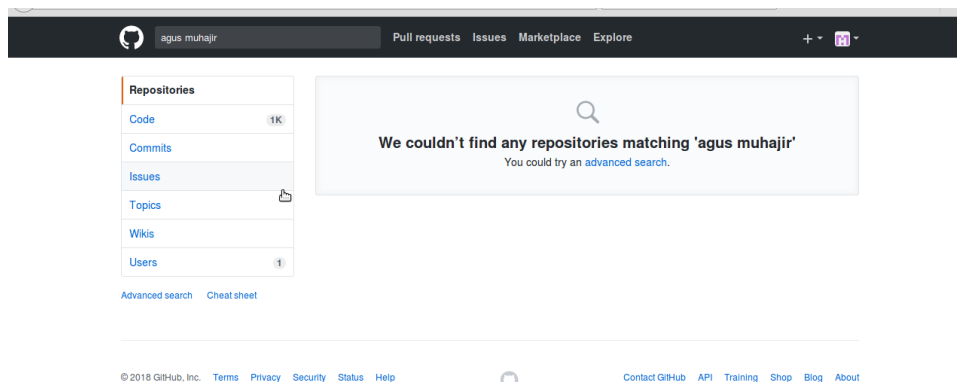 agus muhajir
Pull requests Issues Marketplace Explore
Repositories
Code 1K
Commits
Issues
Topics
Wikis
Users 1
Advanced search Cheat sheet
We couldn’t find any repositories matching 'agus muhajir'
You could try an advanced search.
© 2018 GitHub, Inc. Terms Privacy Security Status Help
Contact GitHub API Training Shop Blog About